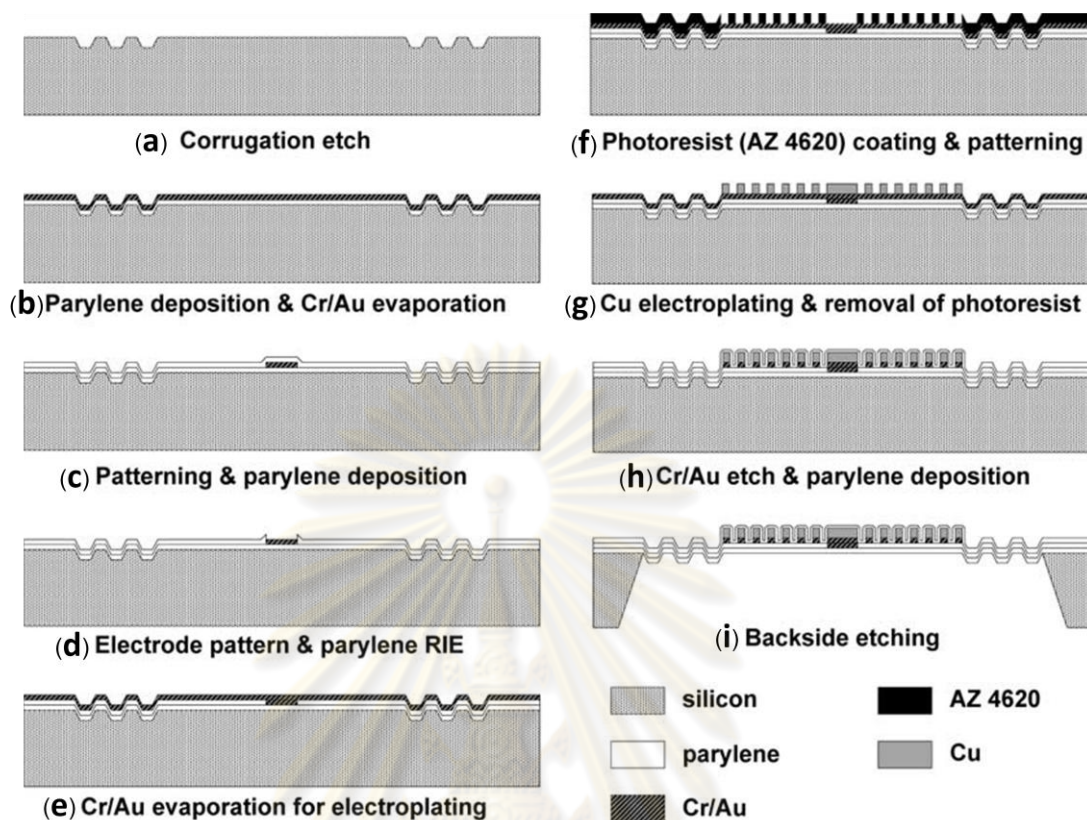 (a) Corrugation etch
(b) Parylene deposition & Cr/Au evaporation
(c) Patterning & parylene deposition
(d) Electrode pattern & parylene RIE
(e) Cr/Au evaporation for electroplating
(f) Photoresist (AZ 4620) coating & patterning
(g) Cu electroplating & removal of photoresist
(h) Cr/Au etch & parylene deposition
(i) Backside etching
silicon
AZ 4620
parylene
Cu
Cr/Au